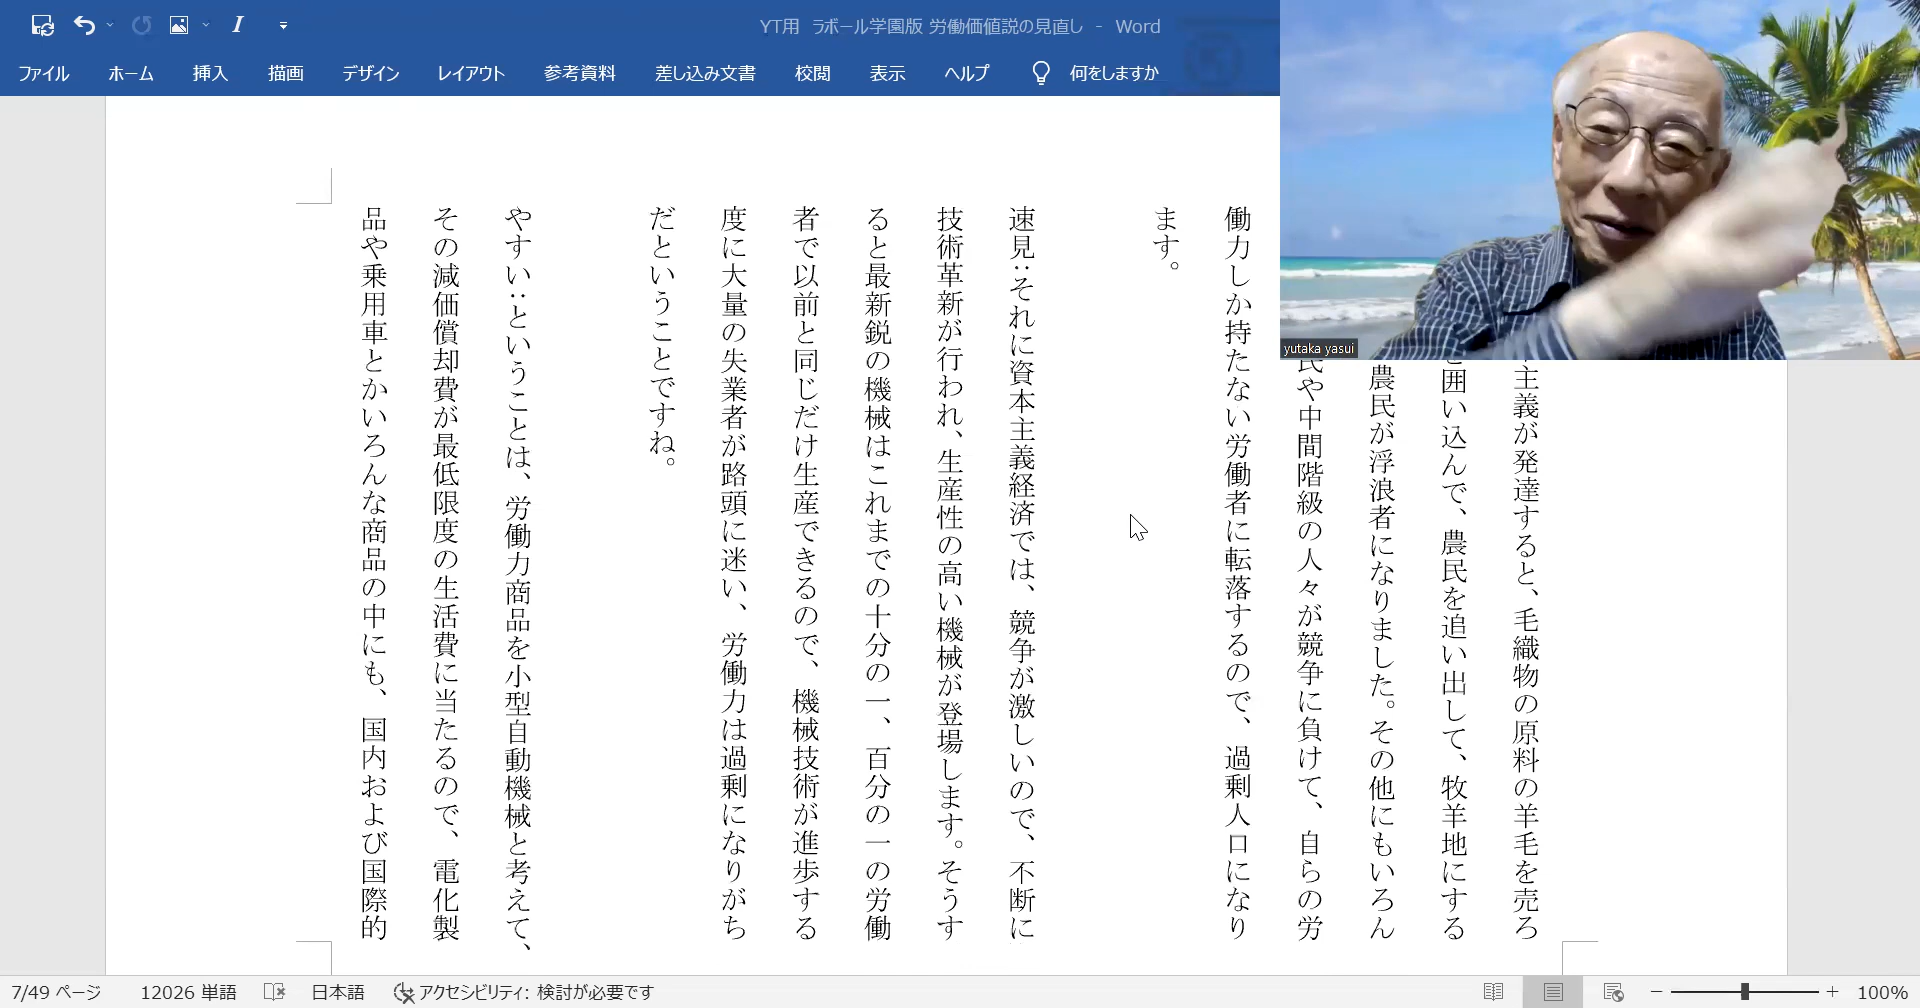 YT用 ラボール学園版 労働価値説の見直し - Word
ファイル ホーム 挿入 描画 デザイン レイアウト 参考資料 差し込み文書 校閲 表示 ヘルプ 何をしますか
yutaka yasui
主義が発達すると、毛織物の原料の羊毛を売ろ
囲い込んで、農民を追い出して、牧羊地にする
農民が浮浪者になりました。その他にもいろん
民や中間階級の人々が競争に負けて、自らの労
働力しか持たない労働者に転落するので、過剰人口になり
ます。
速見:それに資本主義経済では、競争が激しいので、不断に
技術革新が行われ、生産性の高い機械が登場します。そうす
ると最新鋭の機械はこれまでの十分の一、百分の一の労働
者で以前と同じだけ生産できるので、機械技術が進歩する
度に大量の失業者が路頭に迷い、労働力は過剰になりがち
だということですね。
やすい:ということは、労働力商品を小型自動機械と考えて、
その減価償却費が最低限度の生活費に当たるので、電化製
品や乗用車とかいろんな商品の中にも、国内および国際的
7/49 ページ 12026 単語 日本語 アクセシビリティ: 検討が必要です 100%